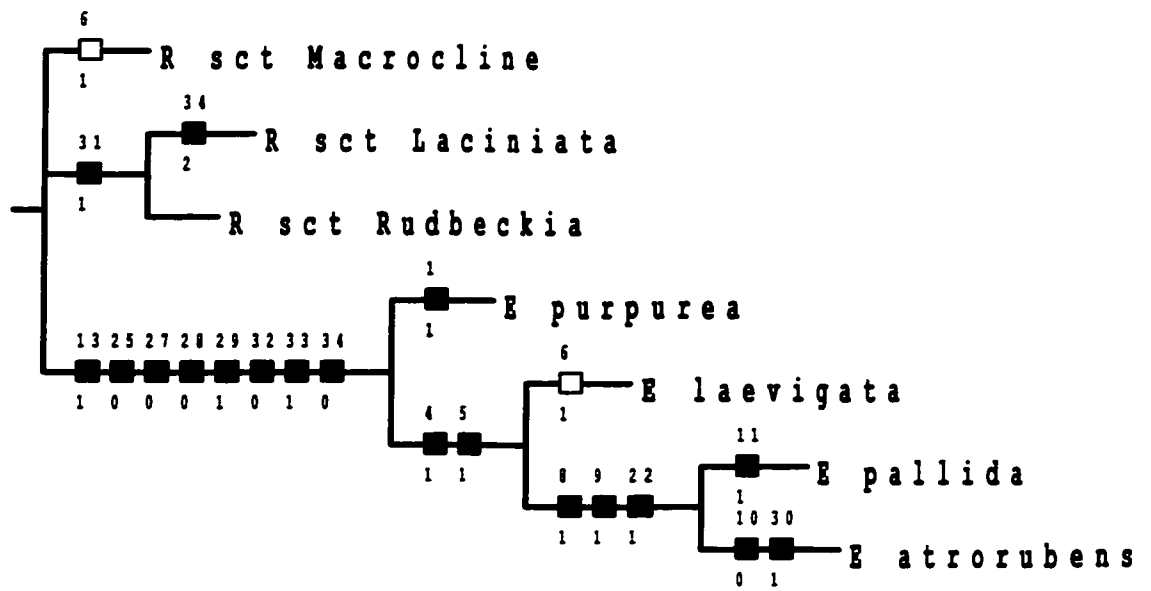 6
R sct Macrocline
1
34
R sct Laciniata
31
2
1
R sct Rudbeckia
1
E purpurea
1
13 25 27 28 29 32 33 34
6
1 0 0 0 1 0 1 0
E laevigata
4 5
1
11
1 1
E pallida
8 9 22
1
10 30
1 1 1
E atrorubens
0 1